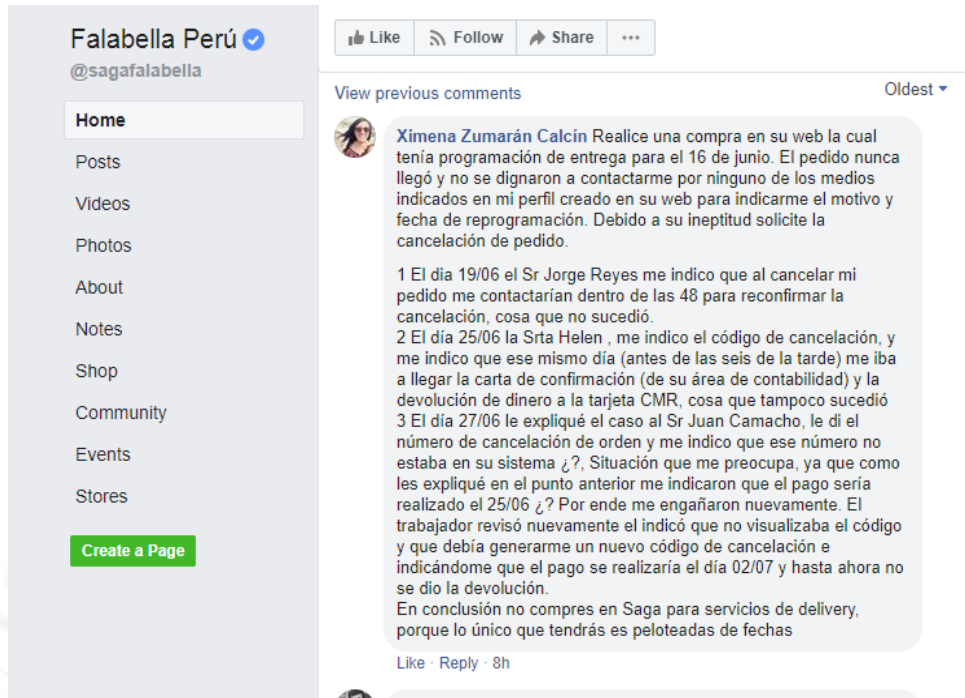 Falabella Perú
@sagafalabella
Home
Posts
Videos
Photos
About
Notes
Shop
Community
Events
Stores
Create a Page
Like Follow Share ...
View previous comments Oldest
Ximena Zumarán Calcín Realice una compra en su web la cual
tenía programación de entrega para el 16 de junio. El pedido nunca
llegó y no se dignaron a contactarme por ninguno de los medios
indicados en mi perfil creado en su web para indicarme el motivo y
fecha de reprogramación. Debido a su ineptitud solicite la
cancelación de pedido.
1 El dia 19/06 el Sr Jorge Reyes me indico que al cancelar mi
pedido me contactarían dentro de las 48 para reconfirmar la
cancelación, cosa que no sucedió.
2 El día 25/06 la Srta Helen , me indico el código de cancelación, y
me indico que ese mismo día (antes de las seis de la tarde) me iba
a llegar la carta de confirmación (de su área de contabilidad) y la
devolución de dinero a la tarjeta CMR, cosa que tampoco sucedió
3 El día 27/06 le expliqué el caso al Sr Juan Camacho, le di el
número de cancelación de orden y me indico que ese número no
estaba en su sistema ¿?, Situación que me preocupa, ya que como
les expliqué en el punto anterior me indicaron que el pago sería
realizado el 25/06 ¿? Por ende me engañaron nuevamente. El
trabajador revisó nuevamente el indicó que no visualizaba el código
y que debía generarme un nuevo código de cancelación e
indicándome que el pago se realizaría el día 02/07 y hasta ahora no
se dio la devolución.
En conclusión no compres en Saga para servicios de delivery,
porque lo único que tendrás es peloteadas de fechas
Like · Reply · 8h